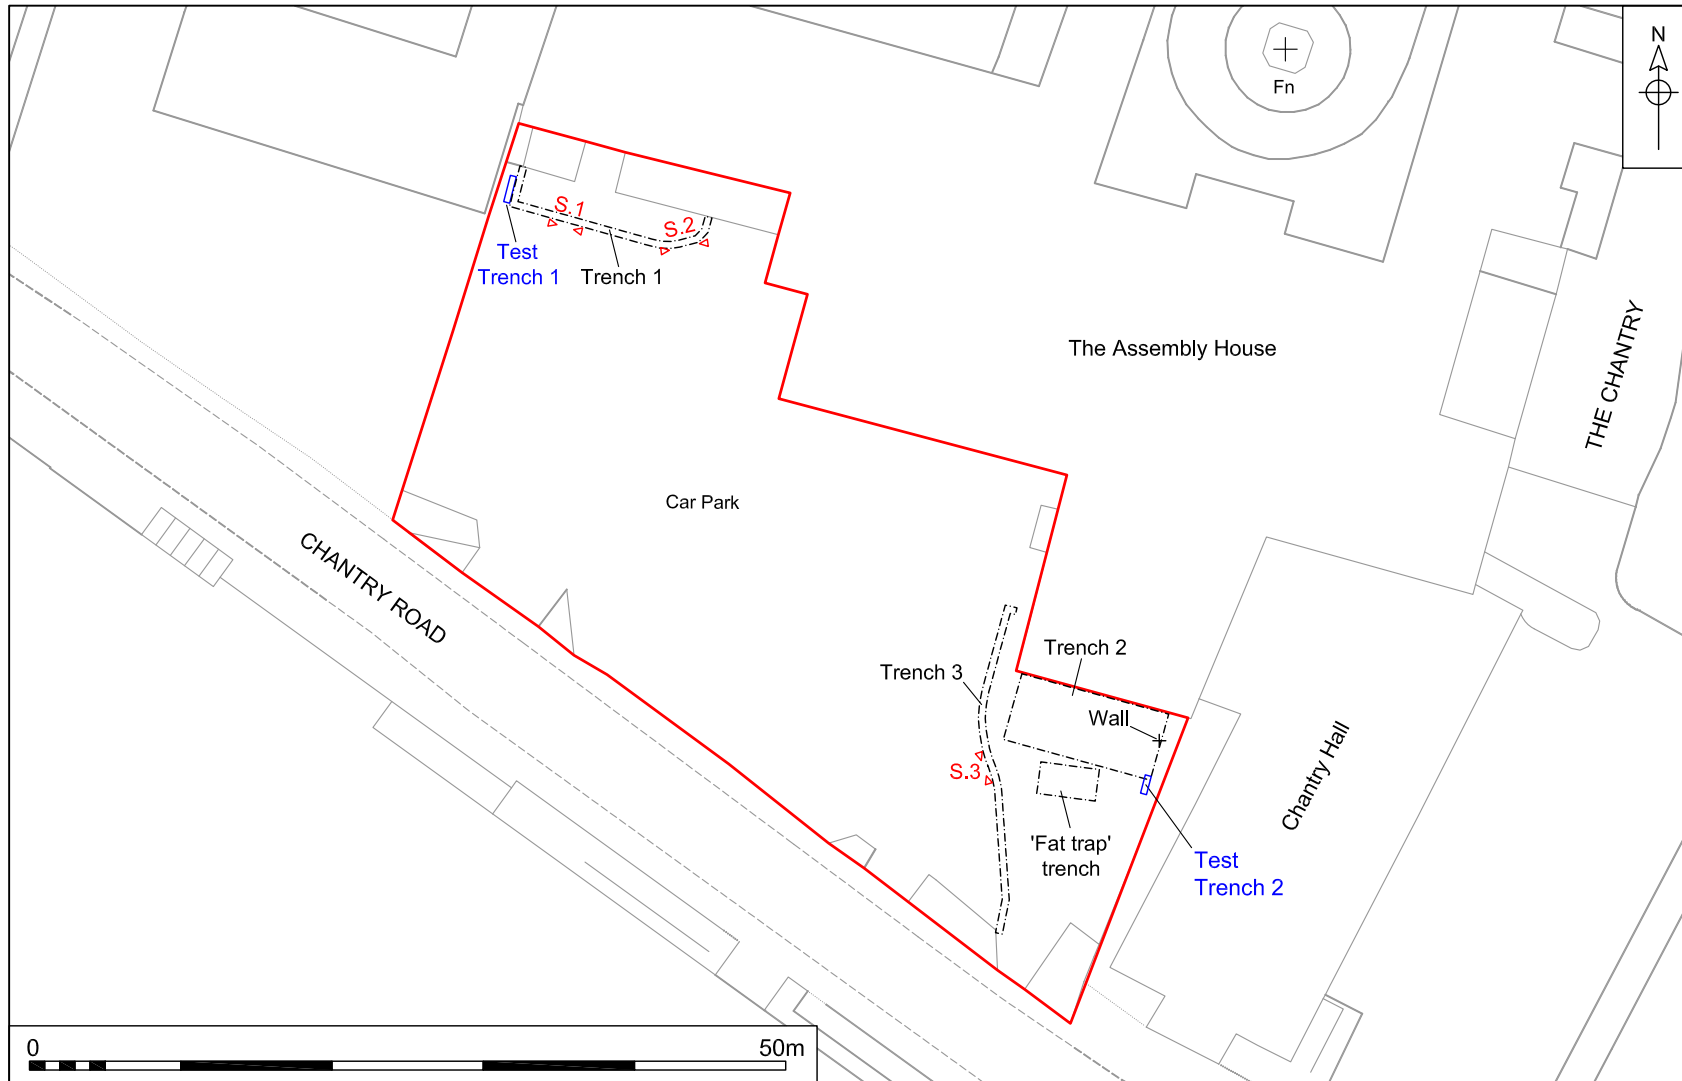 N
Fn
S.1
S.2
Test
Trench 1
Trench 1
The Assembly House
THE CHANTRY
Car Park
CHANTRY ROAD
Trench 2
Trench 3
Wall
S.3
Chantry Hall
'Fat trap'
trench
Test
Trench 2
0
50m